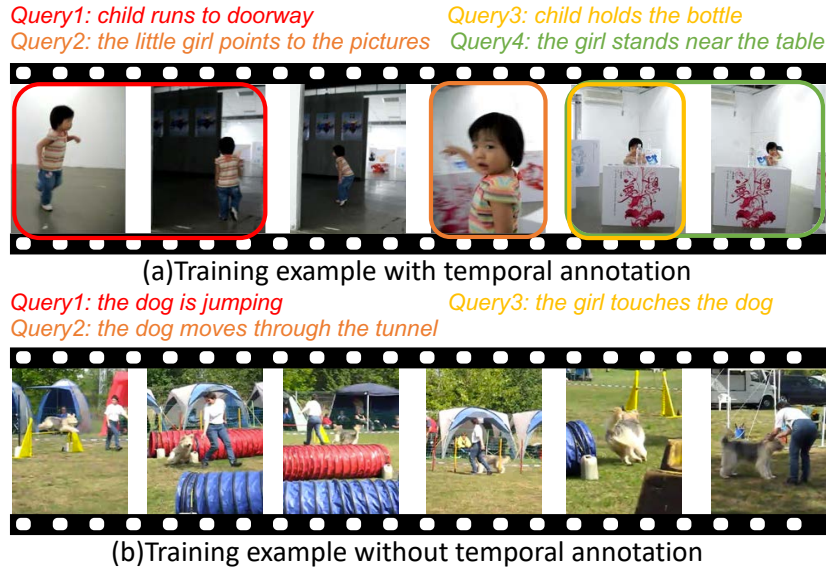 Query1: child runs to doorway
Query3: child holds the bottle
Query2: the little girl points to the pictures
Query4: the girl stands near the table
(a)Training example with temporal annotation
Query1: the dog is jumping
Query3: the girl touches the dog
Query2: the dog moves through the tunnel
(b)Training example without temporal annotation